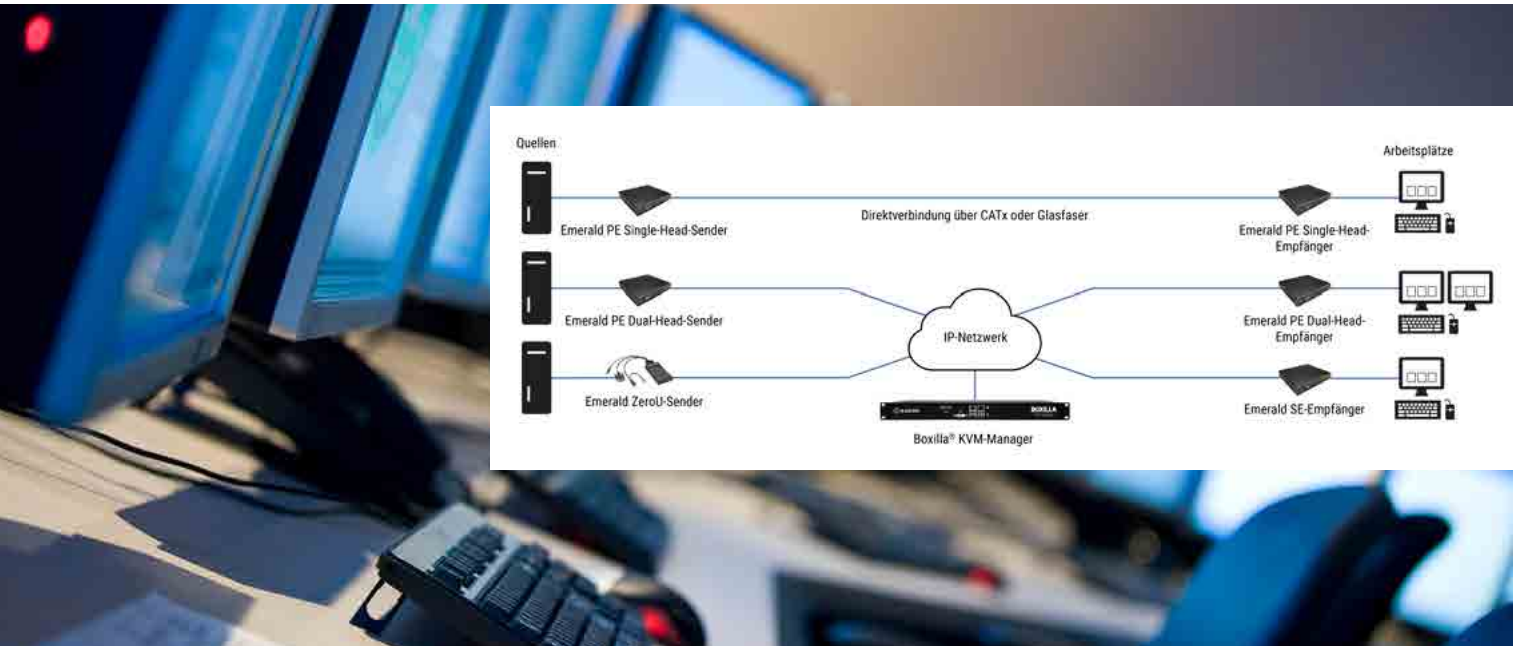 Quellen
Arbeitsplätze
Direktverbindung über CATx oder Glasfaser
Emerald PE Single-Head-Sender
Emerald PE Single-Head-
Empfänger
Emerald PE Dual-Head-Sender
Emerald PE Dual-Head-
Empfänger
IP-Netzwerk
Emerald ZeroU-Sender
Emerald SE-Empfänger
BOXILLA
Boxilla® KVM-Manager